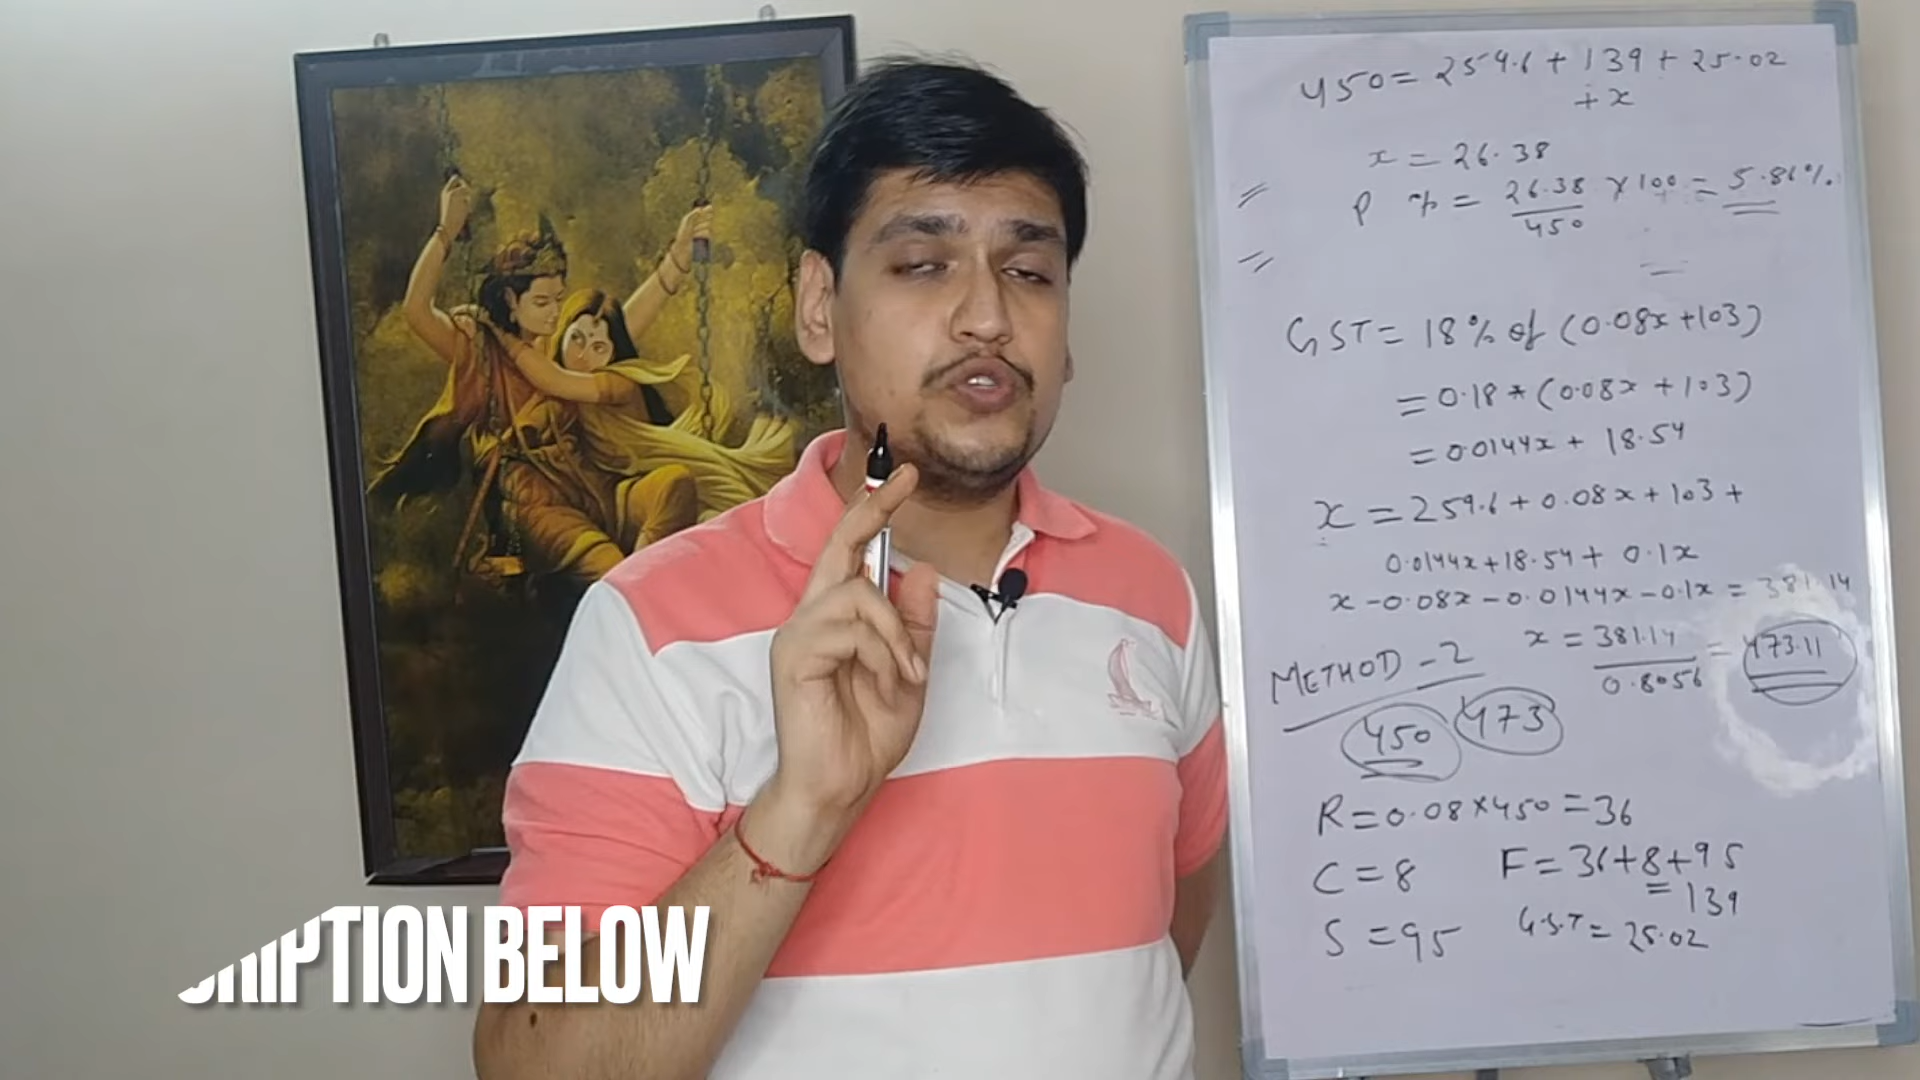 450 = 259.6 + 139 + 25.02
+ x
x = 26.38
P % = 26.38 × 100 = 5.86%
450
GST = 18% of (0.08x + 103)
= 0.18 * (0.08x + 103)
= 0.0144x + 18.54
x = 259.6 + 0.08x + 103 +
0.0144x + 18.54 + 0.1x
x - 0.08x - 0.0144x - 0.1x = 381.14
x = 381.14 = 473.11
0.8056
METHOD - 2
450 473
R = 0.08 × 450 = 36
C = 8 F = 36 + 8 + 95
= 139
S = 95 G.S.T = 25.02
BELOW